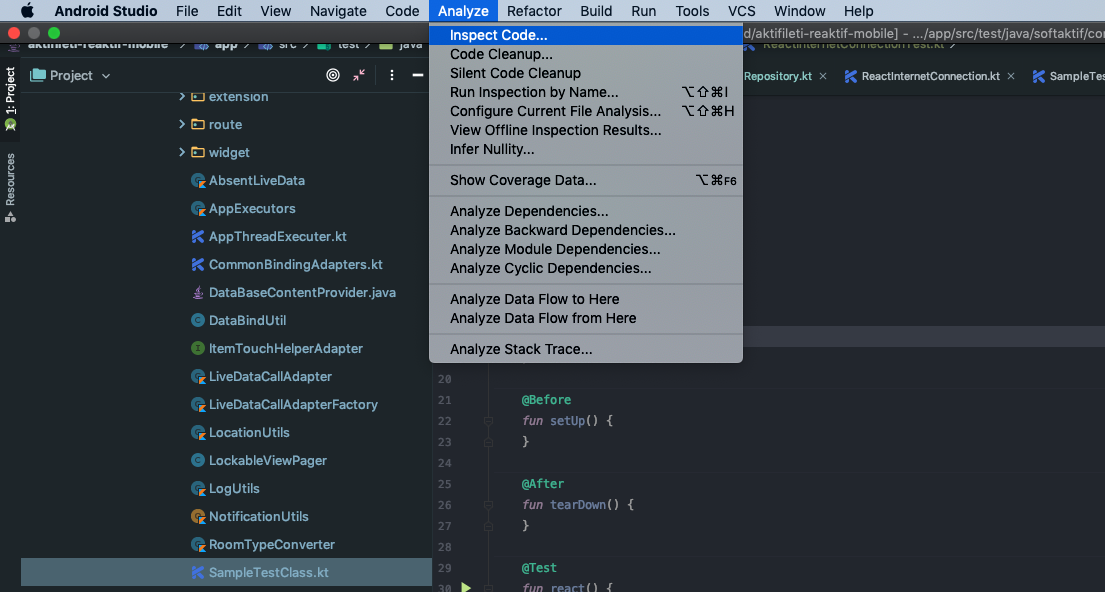 Android Studio File Edit View Navigate Code Analyze Refactor Build Run Tools VCS Window Help
aktifileti-reaktif-mobile app src test java
d/aktifileti-reaktif-mobile] - .../app/src/test/java/softaktif/cor
ReactInternetConnectionTest.kt
Project
Repository.kt × ReactInternetConnection.kt × SampleTes
1: Project
Resources
Inspect Code...
Code Cleanup...
Silent Code Cleanup
Run Inspection by Name... ⌥⇧⌘I
Configure Current File Analysis... ⌥⇧⌘H
View Offline Inspection Results...
Infer Nullity...
Show Coverage Data... ⌥⌘F6
Analyze Dependencies...
Analyze Backward Dependencies...
Analyze Module Dependencies...
Analyze Cyclic Dependencies...
Analyze Data Flow to Here
Analyze Data Flow from Here
Analyze Stack Trace...
extension
route
widget
AbsentLiveData
AppExecutors
AppThreadExecuter.kt
CommonBindingAdapters.kt
DataBaseContentProvider.java
DataBindUtil
ItemTouchHelperAdapter
LiveDataCallAdapter
LiveDataCallAdapterFactory
LocationUtils
LockableViewPager
LogUtils
NotificationUtils
RoomTypeConverter
SampleTestClass.kt
20
21 @Before
22 fun setUp() {
23 }
24
25 @After
26 fun tearDown() {
27 }
28
29 @Test
30 fun react() {